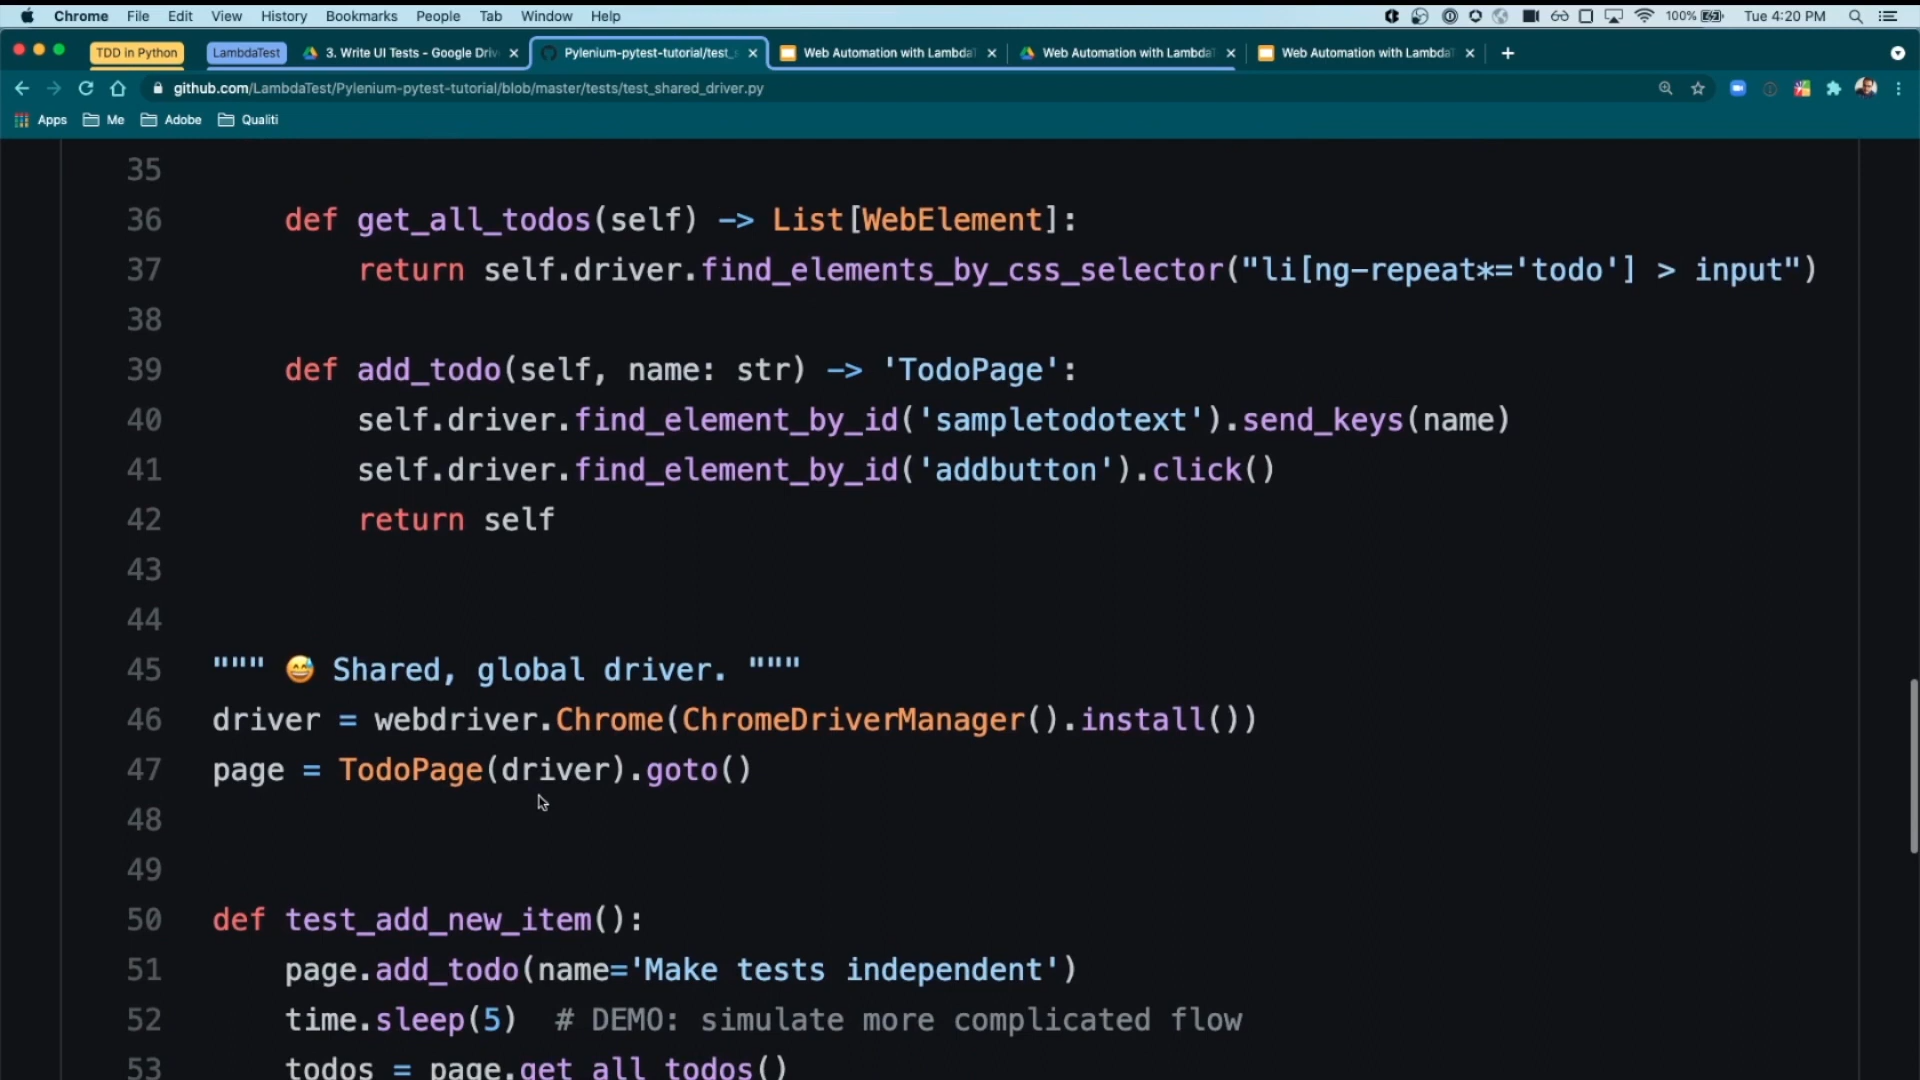 Chrome File Edit View History Bookmarks People Tab Window Help 100% Tue 4:20 PM
TDD in Python LambdaTest 3. Write UI Tests - Google Driv Pylenium-pytest-tutorial/test_s Web Automation with LambdaT Web Automation with LambdaT Web Automation with LambdaT
github.com/LambdaTest/Pylenium-pytest-tutorial/blob/master/tests/test_shared_driver.py
Apps Me Adobe Qualiti
35
36 def get_all_todos(self) -> List[WebElement]:
37 return self.driver.find_elements_by_css_selector("li[ng-repeat*='todo'] > input")
38
39 def add_todo(self, name: str) -> 'TodoPage':
40 self.driver.find_element_by_id('sampletodotext').send_keys(name)
41 self.driver.find_element_by_id('addbutton').click()
42 return self
43
44
45 """ 😅 Shared, global driver. """
46 driver = webdriver.Chrome(ChromeDriverManager().install())
47 page = TodoPage(driver).goto()
48
49
50 def test_add_new_item():
51 page.add_todo(name='Make tests independent')
52 time.sleep(5) # DEMO: simulate more complicated flow
53 todos = page.get_all_todos()